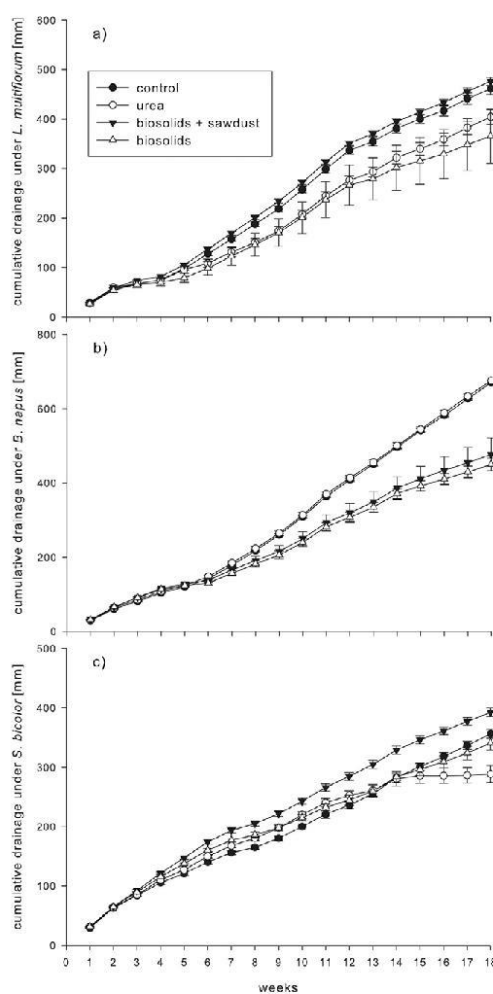 a)
control
urea
biosolids + sawdust
biosolids
cumulative drainage under L. multiflorum [mm]
600
500
400
300
200
100
0
b)
cumulative drainage under B. napus [mm]
800
600
400
200
0
c)
cumulative drainage under S. bicolor [mm]
500
400
300
200
100
0
0 1 2 3 4 5 6 7 8 9 10 11 12 13 14 15 16 17 18
weeks